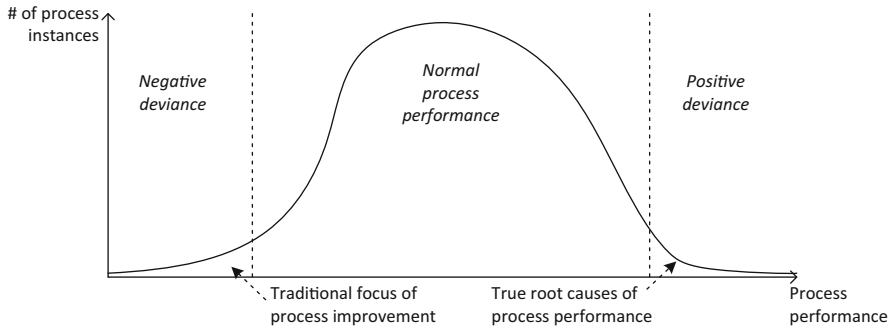 # of process
instances
Negative
deviance
Normal
process
performance
Positive
deviance
Traditional focus of
process improvement
True root causes of
process performance
Process
performance